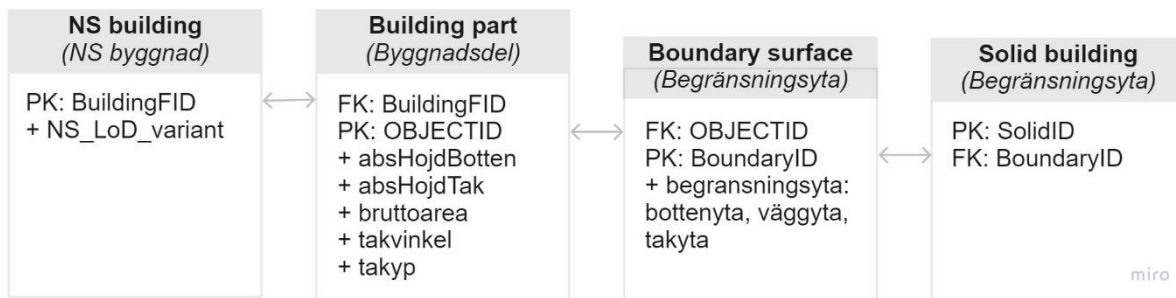 NS building
(NS byggnad)
PK: BuildingFID
+ NS_LoD_variant
Building part
(Byggnadsdel)
FK: BuildingFID
PK: OBJECTID
+ absHojdBotten
+ absHojdTak
+ bruttoarea
+ takvinkel
+ takyp
Boundary surface
(Begränsningsyta)
FK: OBJECTID
PK: BoundaryID
+ begransningsyta:
bottenyta, väggyta,
takyta
Solid building
(Begränsningsyta)
PK: SolidID
FK: BoundaryID
miro